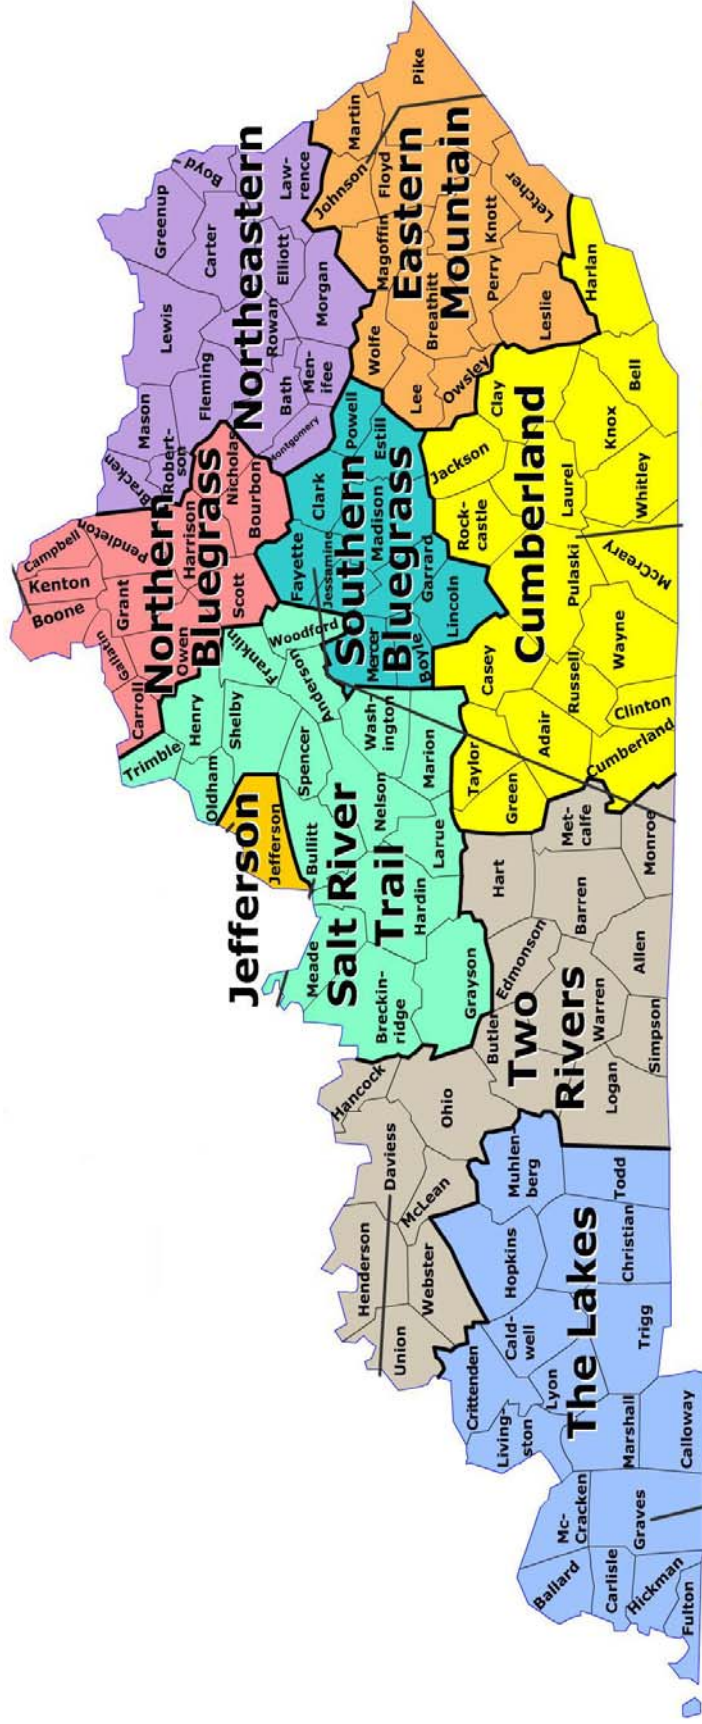 Jefferson
Salt River
Trail
Northern
Bluegrass
Northeastern
Southern
Bluegrass
Eastern
Mountain
Cumberland
Two
Rivers
The Lakes
Ballard
Carlisle
Hickman
Fulton
Mc-
Cracken
Graves
Marshall
Calloway
Living-
ston
Crittenden
Lyon
Cald-
well
Trigg
Hopkins
Christian
Muhlen-
berg
Todd
Union
Henderson
Webster
McLean
Daviess
Hancock
Ohio
Butler
Logan
Simpson
Warren
Edmonson
Allen
Barren
Hart
Met-
calfe
Monroe
Meade
Breckin-
ridge
Grayson
Hardin
Larue
Bullitt
Nelson
Marion
Wash-
ington
Spencer
Jefferson
Oldham
Trimble
Henry
Shelby
Franklin
Anderson
Woodford
Carroll
Gallatin
Owen
Boone
Kenton
Campbell
Grant
Pendleton
Harrison
Scott
Bourbon
Nicholas
Bracken
Robert-
son
Mason
Fleming
Lewis
Greenup
Boyd
Carter
Law-
rence
Elliott
Rowan
Morgan
Bath
Men-
ifee
Montgomery
Fayette
Jessamine
Clark
Madison
Powell
Estill
Garrard
Mercer
Boyle
Lincoln
Green
Taylor
Adair
Casey
Russell
Cumberland
Clinton
Wayne
Pulaski
McCreary
Rock-
castle
Jackson
Laurel
Whitley
Knox
Clay
Bell
Harlan
Wolfe
Lee
Owsley
Breathitt
Magoffin
Johnson
Martin
Floyd
Pike
Knott
Perry
Letcher
Leslie